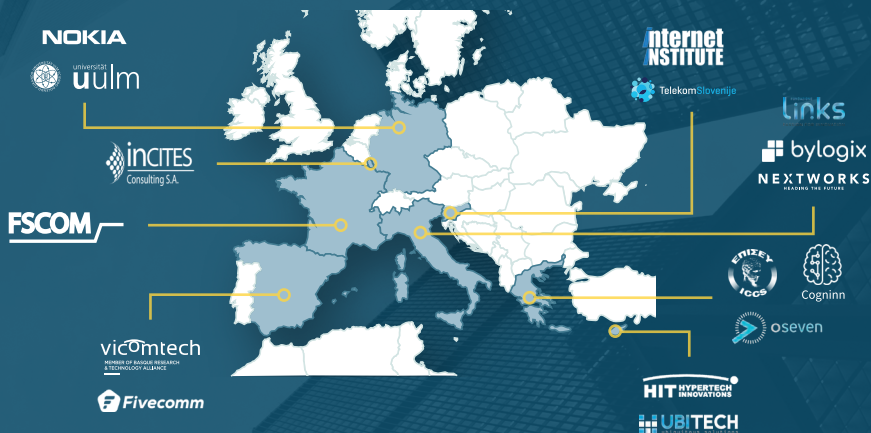 NOKIA
universität
uulm
inCITES
Consulting S.A.
FSCOM
vicomtech
MEMBER OF BASQUE RESEARCH
& TECHNOLOGY ALLIANCE
Fivecomm
internet
INSTITUTE
TelekomSlovenije
Links
bylogix
NEXTWORKS
HEADING THE FUTURE
ΕΠΙΣΕΥ
ICCS
Cogninn
oseven
HIT HYPERTECH
INNOVATIONS
UBITECH